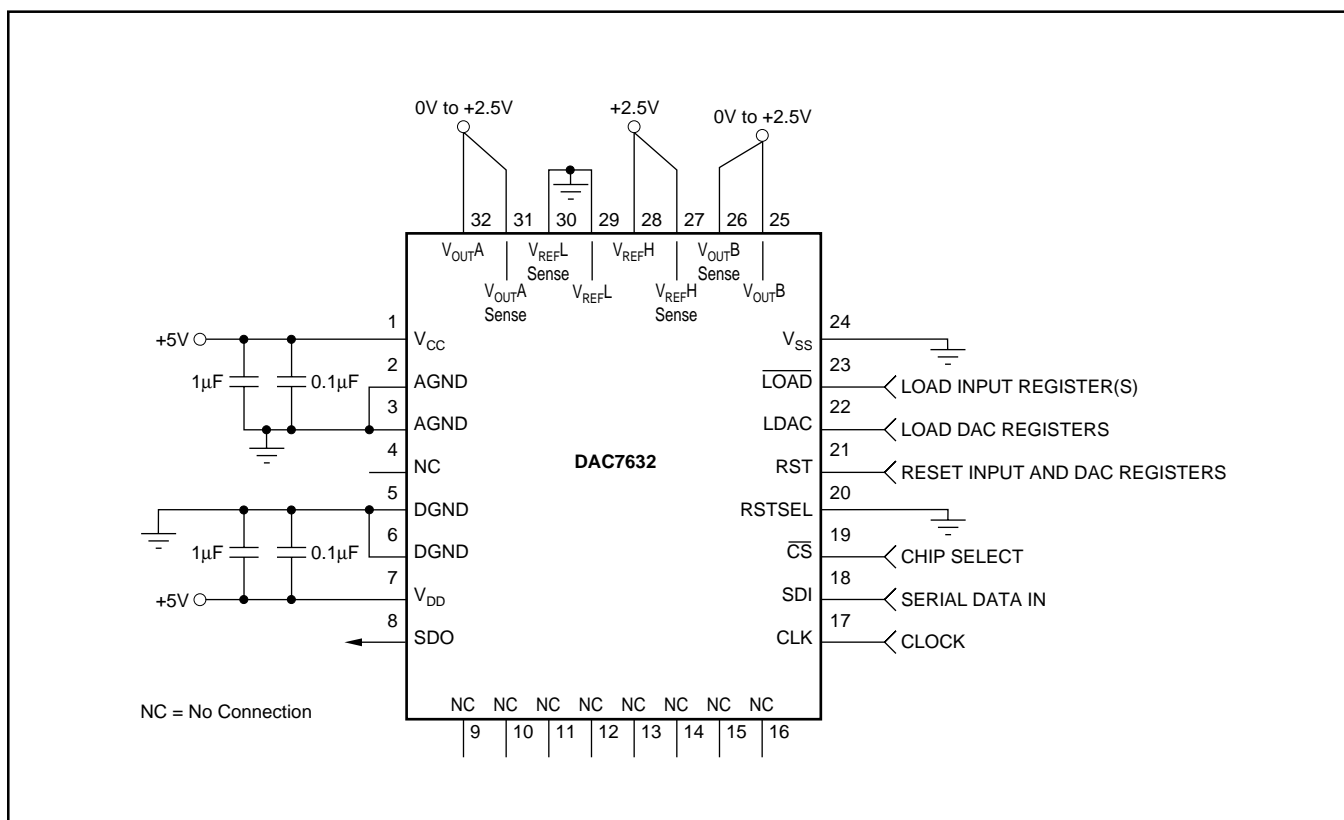 0V to +2.5V
+2.5V
0V to +2.5V
32 31 30 29 28 27 26 25
V_OUT A
V_OUT A Sense
V_REF L Sense
V_REF L
V_REF H
V_REF H Sense
V_OUT B Sense
V_OUT B
+5V
1 V_CC
1µF
0.1µF
2 AGND
3 AGND
4 NC
5 DGND
1µF
0.1µF
6 DGND
+5V
7 V_DD
8 SDO
DAC7632
V_SS 24
LOAD 23 LOAD INPUT REGISTER(S)
LDAC 22 LOAD DAC REGISTERS
RST 21 RESET INPUT AND DAC REGISTERS
RSTSEL 20
CS 19 CHIP SELECT
SDI 18 SERIAL DATA IN
CLK 17 CLOCK
NC NC NC NC NC NC NC NC
9 10 11 12 13 14 15 16
NC = No Connection